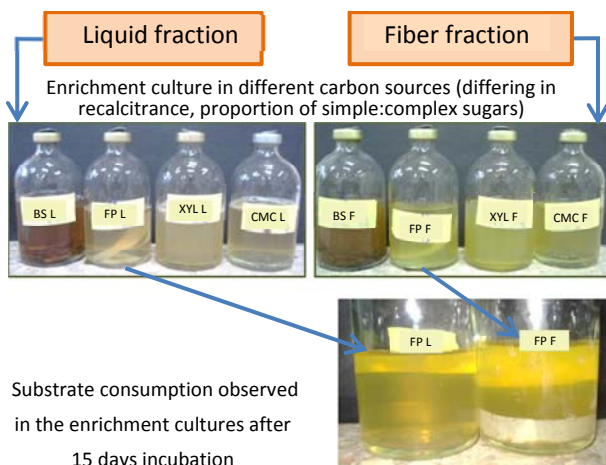 Liquid fraction
Fiber fraction
Enrichment culture in different carbon sources (differing in
recalcitrance, proportion of simple:complex sugars)
BS L
FP L
XYL L
CMC L
BS F
FP F
XYL F
CMC F
FP L
FP F
Substrate consumption observed
in the enrichment cultures after
15 days incubation